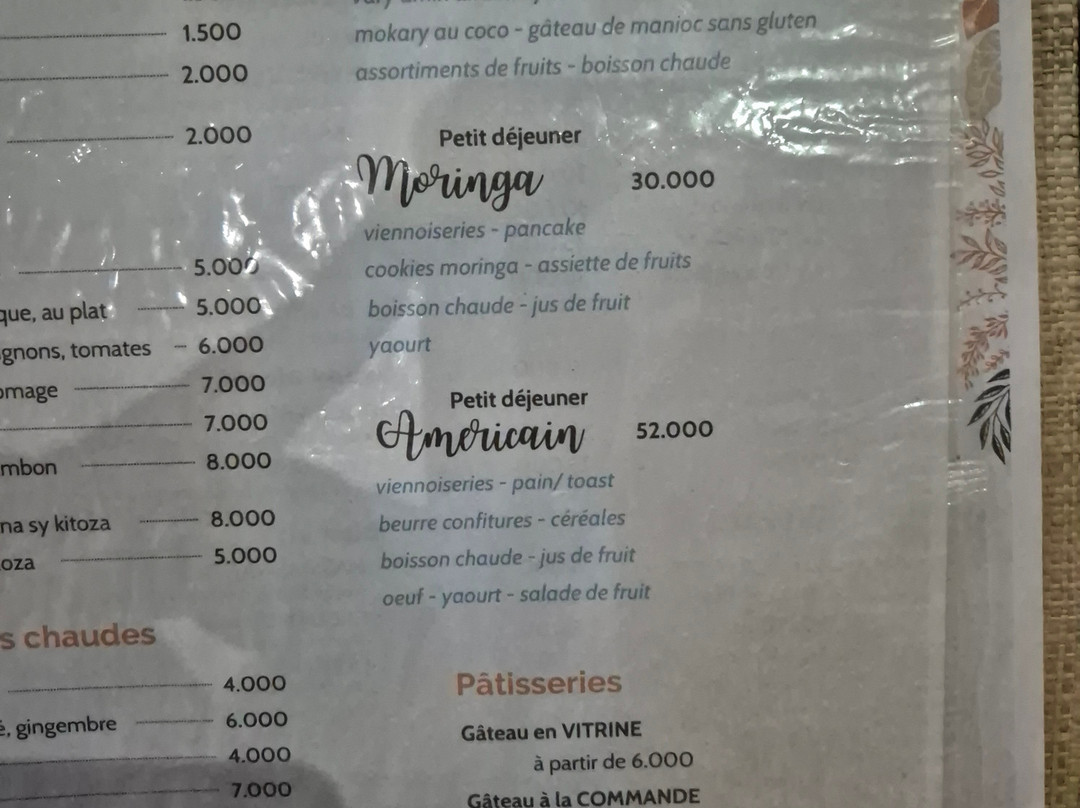 1.500
2.000
2.000
5.000
que, au plat 5.000
gnons, tomates 6.000
omage 7.000
7.000
mbon 8.000
na sy kitoza 8.000
oza 5.000
s chaudes
4.000
é, gingembre 6.000
4.000
7.000
mokary au coco - gâteau de manioc sans gluten
assortiments de fruits - boisson chaude
Petit déjeuner
Moringa 30.000
viennoiseries - pancake
cookies moringa - assiette de fruits
boisson chaude - jus de fruit
yaourt
Petit déjeuner
Americain 52.000
viennoiseries - pain/ toast
beurre confitures - céréales
boisson chaude - jus de fruit
oeuf - yaourt - salade de fruit
Pâtisseries
Gâteau en VITRINE
à partir de 6.000
Gâteau à la COMMANDE